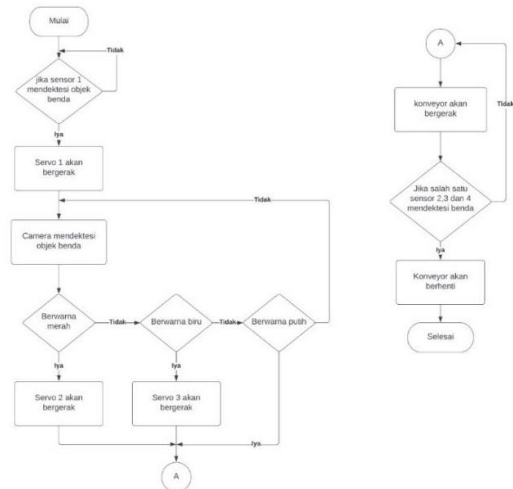 Mulai
Tidak
jika sensor 1
mendektesi objek
benda
Iya
Servo 1 akan
bergerak
Tidak
Camera mendektesi
objek benda
Berwarna
merah
Tidak
Berwarna biru
Tidak
Berwarna putih
Iya
Iya
Servo 2 akan
bergerak
Servo 3 akan
bergerak
Iya
A
A
Tidak
konveyor akan
bergerak
Jika salah satu
sensor 2,3 dan 4
mendektesi benda
Iya
Konveyor akan
berhenti
Selesai